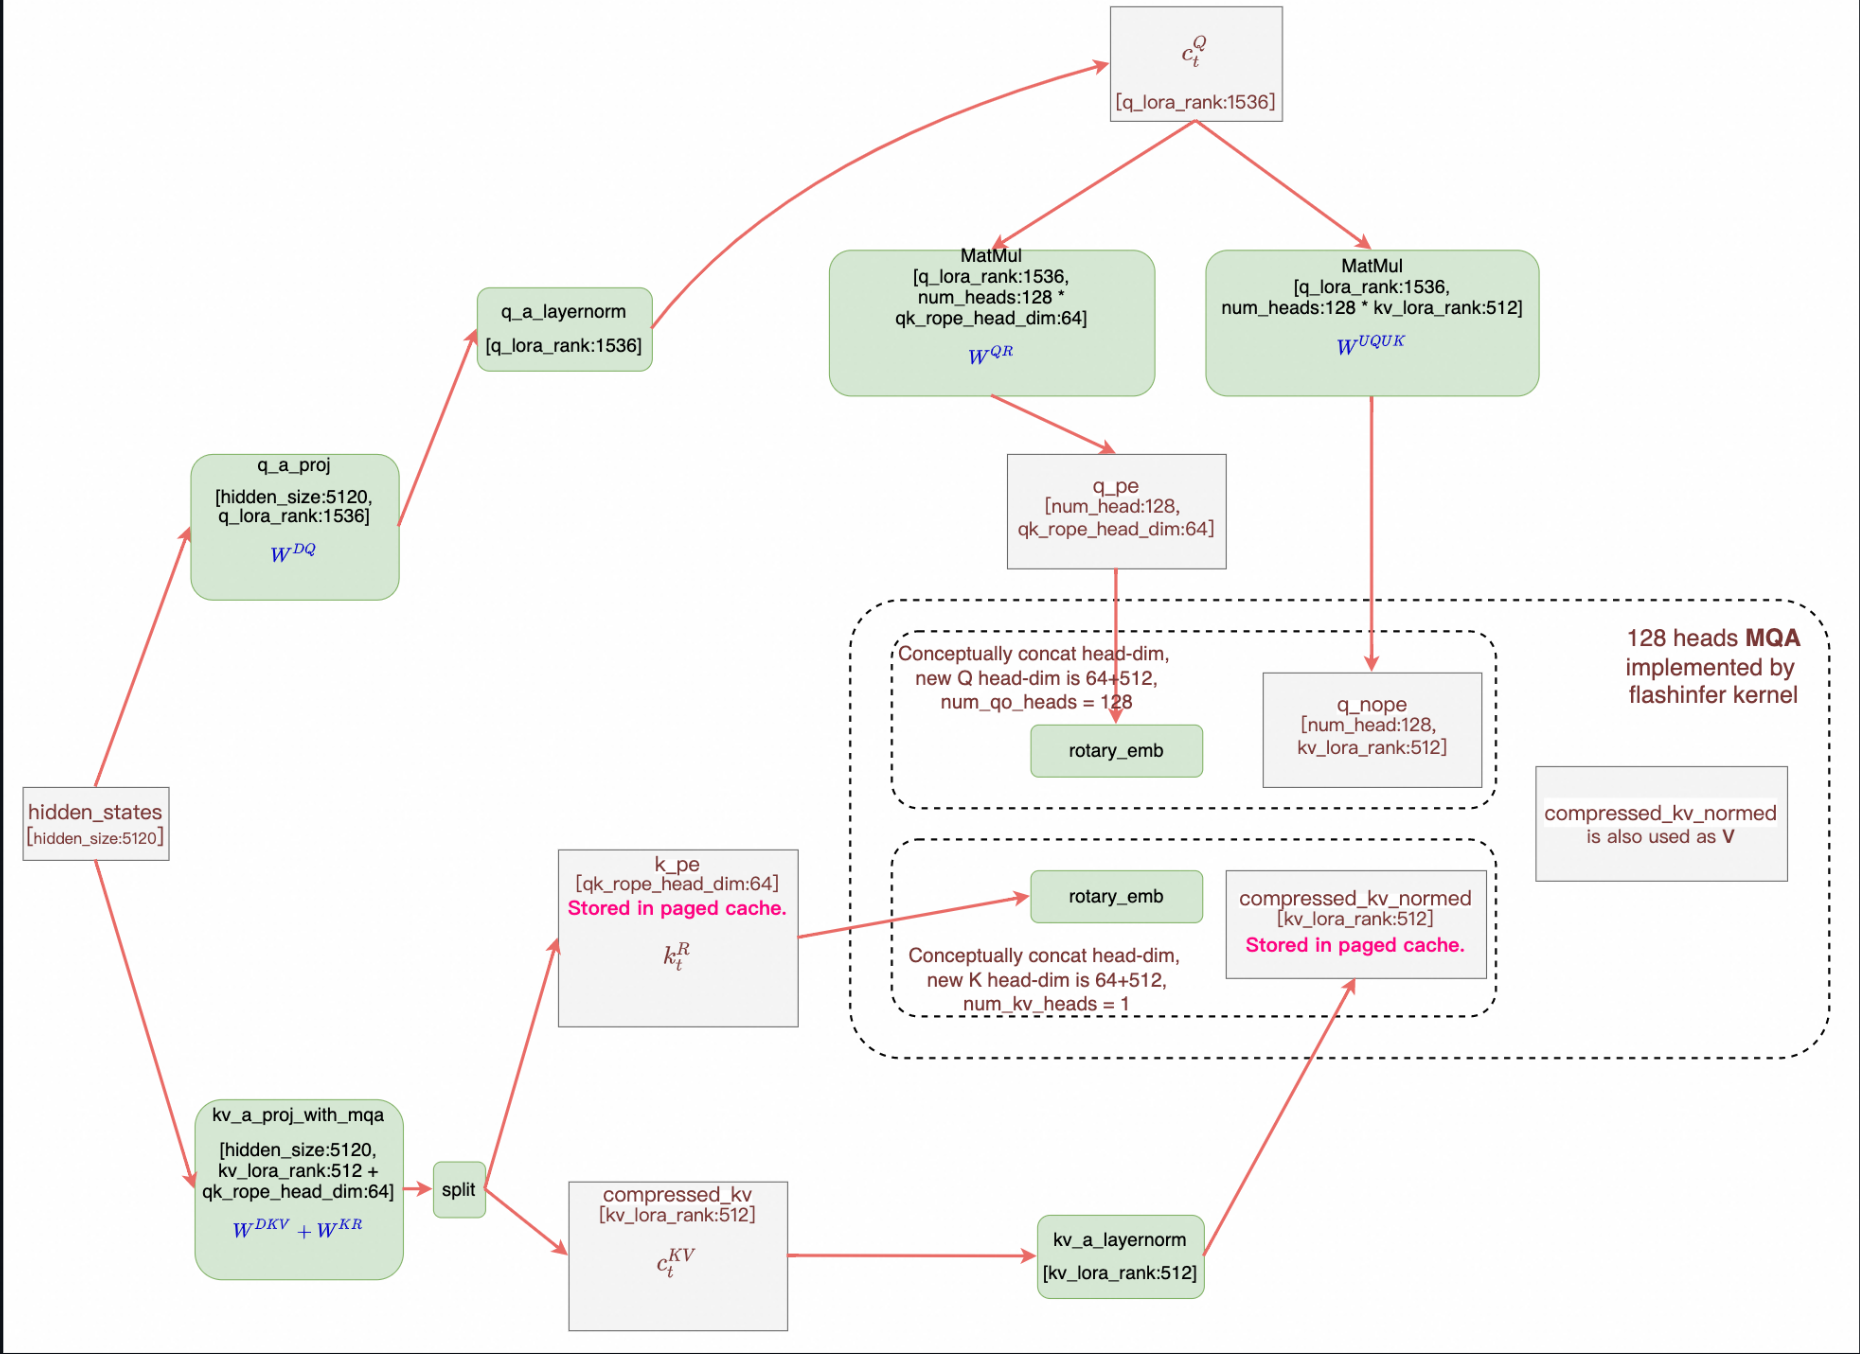 c_t^Q
[q_lora_rank:1536]
MatMul
[q_lora_rank:1536,
num_heads:128 *
qk_rope_head_dim:64]
W^{QR}
MatMul
[q_lora_rank:1536,
num_heads:128 * kv_lora_rank:512]
W^{UQUK}
q_a_layernorm
[q_lora_rank:1536]
q_a_proj
[hidden_size:5120,
q_lora_rank:1536]
W^{DQ}
q_pe
[num_head:128,
qk_rope_head_dim:64]
128 heads MQA
implemented by
flashinfer kernel
Conceptually concat head-dim,
new Q head-dim is 64+512,
num_qo_heads = 128
rotary_emb
q_nope
[num_head:128,
kv_lora_rank:512]
hidden_states
[hidden_size:5120]
compressed_kv_normed
is also used as V
k_pe
[qk_rope_head_dim:64]
Stored in paged cache.
k_t^R
rotary_emb
compressed_kv_normed
[kv_lora_rank:512]
Stored in paged cache.
Conceptually concat head-dim,
new K head-dim is 64+512,
num_kv_heads = 1
kv_a_proj_with_mqa
[hidden_size:5120,
kv_lora_rank:512 +
qk_rope_head_dim:64]
W^{DKV} + W^{KR}
split
compressed_kv
[kv_lora_rank:512]
c_t^{KV}
kv_a_layernorm
[kv_lora_rank:512]